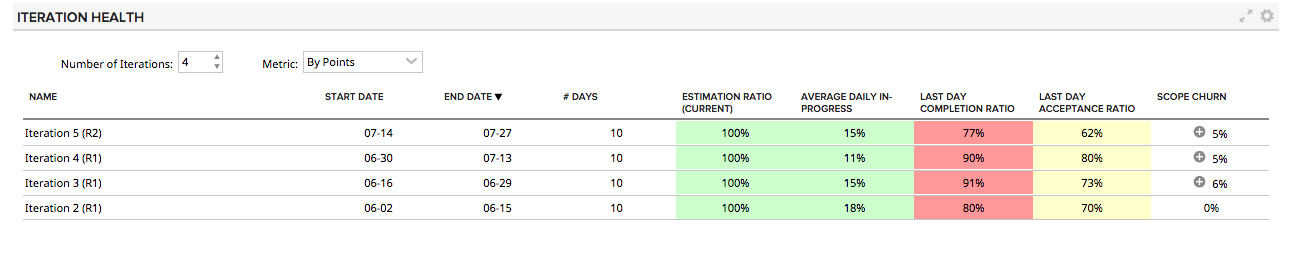 ITERATION HEALTH
Number of Iterations: 4 Metric: By Points
NAME START DATE END DATE ▼ # DAYS ESTIMATION RATIO AVERAGE DAILY IN- LAST DAY LAST DAY SCOPE CHURN
(CURRENT) PROGRESS COMPLETION RATIO ACCEPTANCE RATIO
Iteration 5 (R2) 07-14 07-27 10 100% 15% 77% 62% 5%
Iteration 4 (R1) 06-30 07-13 10 100% 11% 90% 80% 5%
Iteration 3 (R1) 06-16 06-29 10 100% 15% 91% 73% 6%
Iteration 2 (R1) 06-02 06-15 10 100% 18% 80% 70% 0%